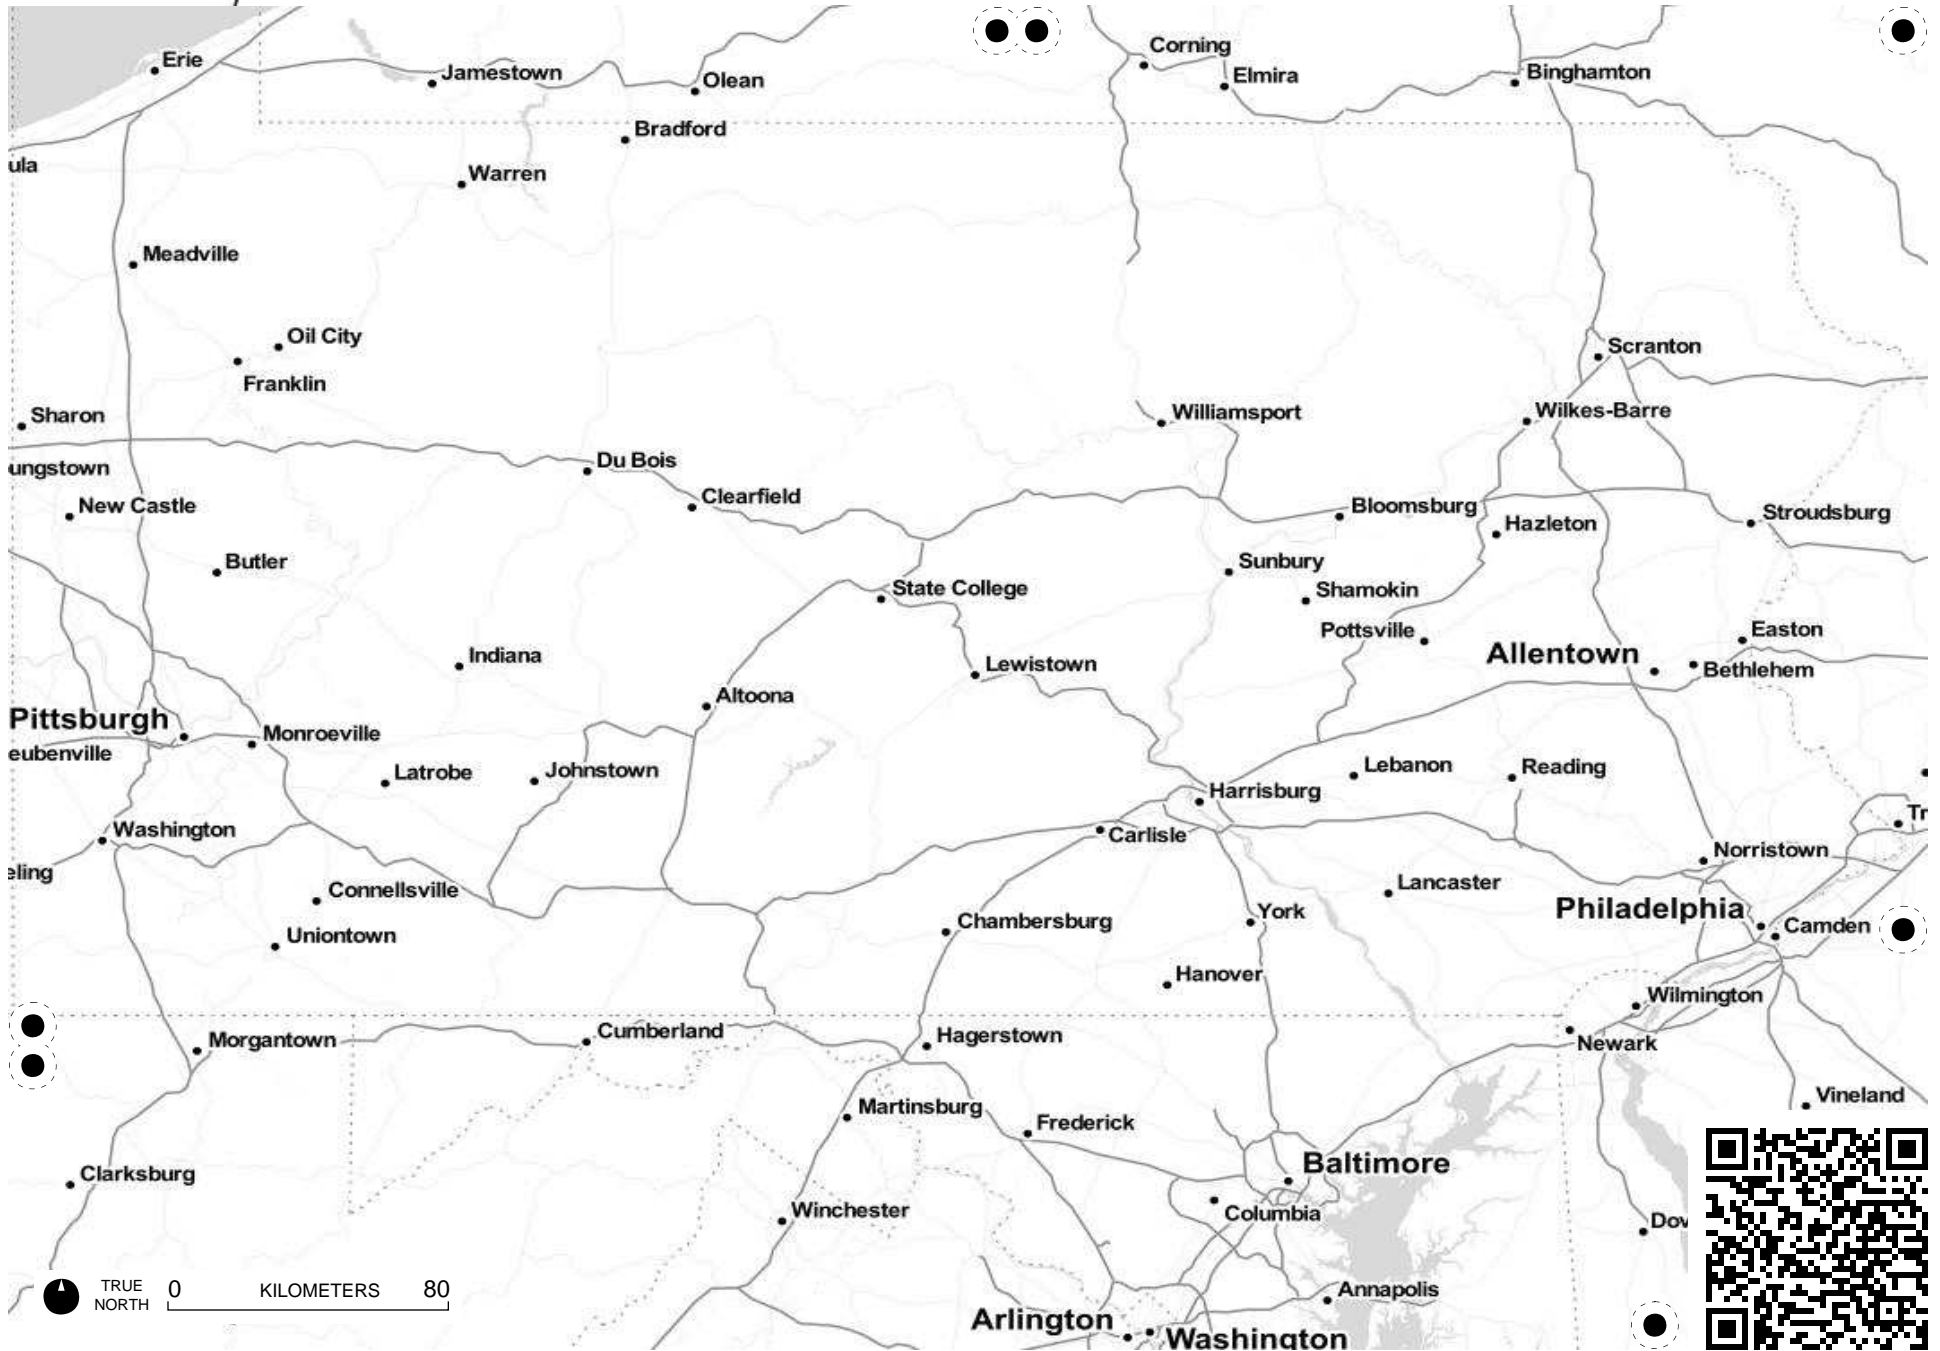 Erie
Jamestown
Olean
Corning
Elmira
Binghamton
Bradford
ula
Warren
Meadville
Oil City
Franklin
Scranton
Sharon
Williamsport
Wilkes-Barre
ungstown
Du Bois
New Castle
Clearfield
Bloomsburg
Hazleton
Stroudsburg
Butler
State College
Sunbury
Shamokin
Pottsville
Easton
Indiana
Lewistown
Allentown
Bethlehem
Altoona
Pittsburgh
Monroeville
eubenville
Latrobe
Johnstown
Lebanon
Reading
Harrisburg
Tr
Washington
Carlisle
Norristown
eling
Connellsville
Lancaster
Chambersburg
York
Philadelphia
Camden
Uniontown
Hanover
Wilmington
Morgantown
Cumberland
Hagerstown
Newark
Vineland
Martinsburg
Frederick
Clarksburg
Baltimore
Winchester
Columbia
Dov
TRUE NORTH
0 KILOMETERS 80
Annapolis
Arlington
Washington